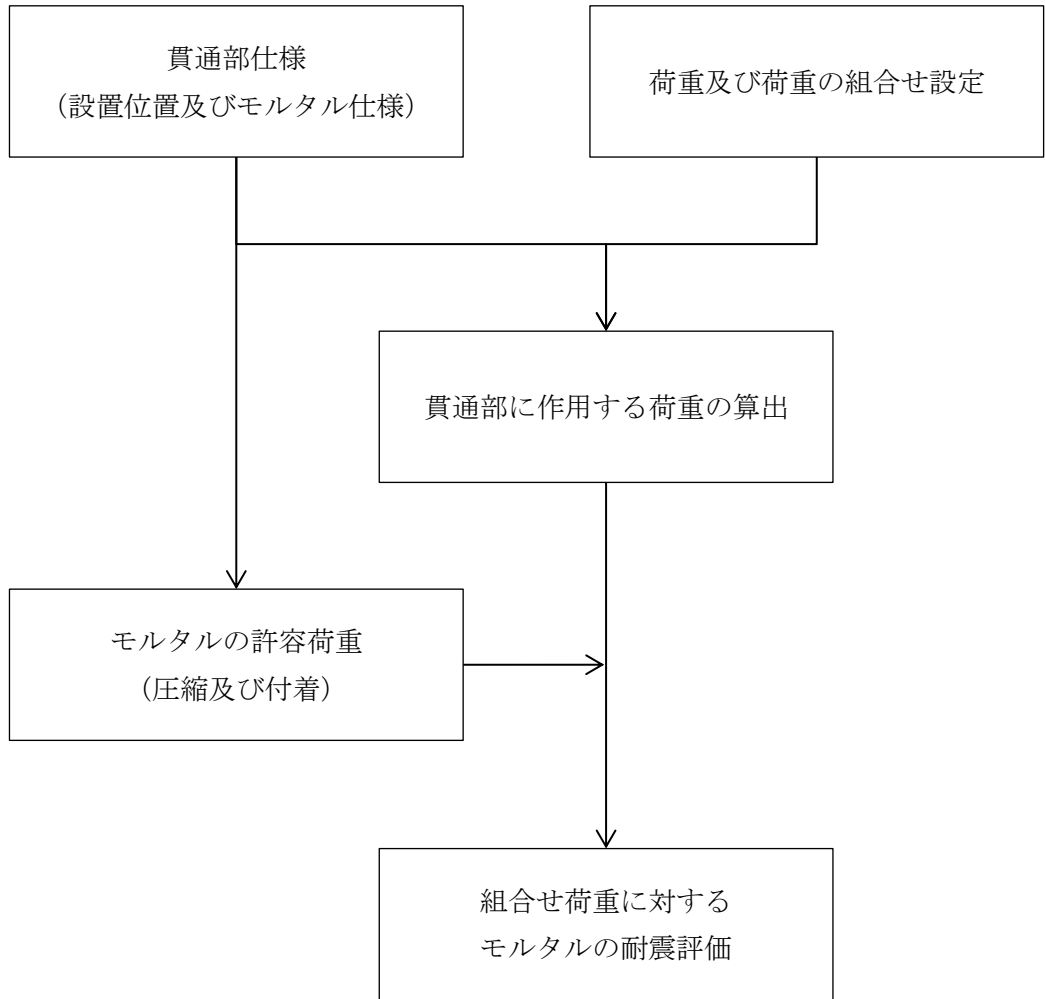 貫通部仕様
（設置位置及びモルタル仕様）
荷重及び荷重の組合せ設定
貫通部に作用する荷重の算出
モルタルの許容荷重
（圧縮及び付着）
組合せ荷重に対する
モルタルの耐震評価